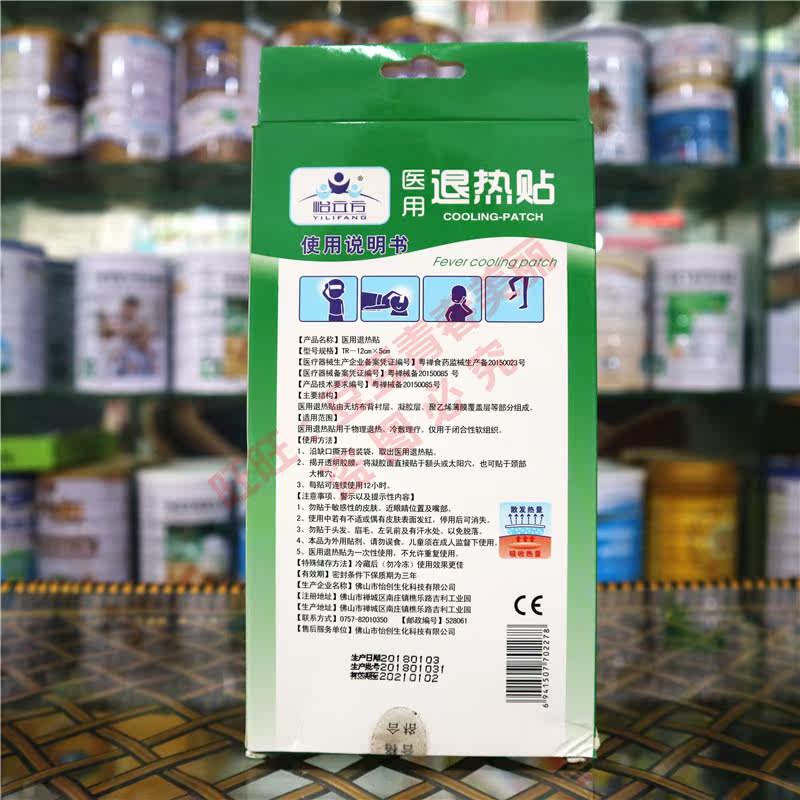 怡立方®
YILIFANG
医用
退热贴
COOLING-PATCH
使用说明书
Fever cooling patch
【产品名称】医用退热贴
【型号规格】TR—12cm×5cm
【医疗器械生产企业备案凭证编号】粤禅食药监械生产备20150023号
【医疗器械备案凭证编号】粤禅械备20150085 号
【产品技术要求编号】粤禅械备20150085号
【主要结构】
医用退热贴由无纺布背衬层、凝胶层、聚乙烯薄膜覆盖层等部分组成。
【适用范围】
医用退热贴用于物理退热、冷敷理疗，仅用于闭合性软组织。
【使用方法】
1、沿缺口撕开包装袋，取出医用退热贴。
2、揭开透明胶膜，将凝胶面直接贴于额头或太阳穴，也可贴于颈部
大椎穴。
3、每贴可连续使用12小时。
【注意事项、警示以及提示性内容】
1、勿贴于敏感性的皮肤、近眼睛位置及嘴部。
2、使用中若有不适或偶有皮肤表面发红，停用后可消失。
3、勿贴于头发、眉毛、左乳前及有汗水处，以免脱落。
4、本品为外用贴剂，请勿误食，儿童须在成人监督下使用。
5、医用退热贴为一次性使用，不允许重复使用。
【特殊储存方法】冷藏后（勿冷冻）使用效果更佳
【有效期】密封条件下保质期为三年
【生产企业名称】佛山市怡创生化科技有限公司
【注册地址】佛山市禅城区南庄镇樵乐路吉利工业园
【生产地址】佛山市禅城区南庄镇樵乐路吉利工业园
【联系方式】0757-82010350 【邮政编号】528061
【售后服务单位】佛山市怡创生化科技有限公司
散发热量
吸收热量
CE
6941507702278
生产日期20180103
生产批号201801031
有效期至20210102
合格
旺旺，宝宝青春美丽
盗图必究